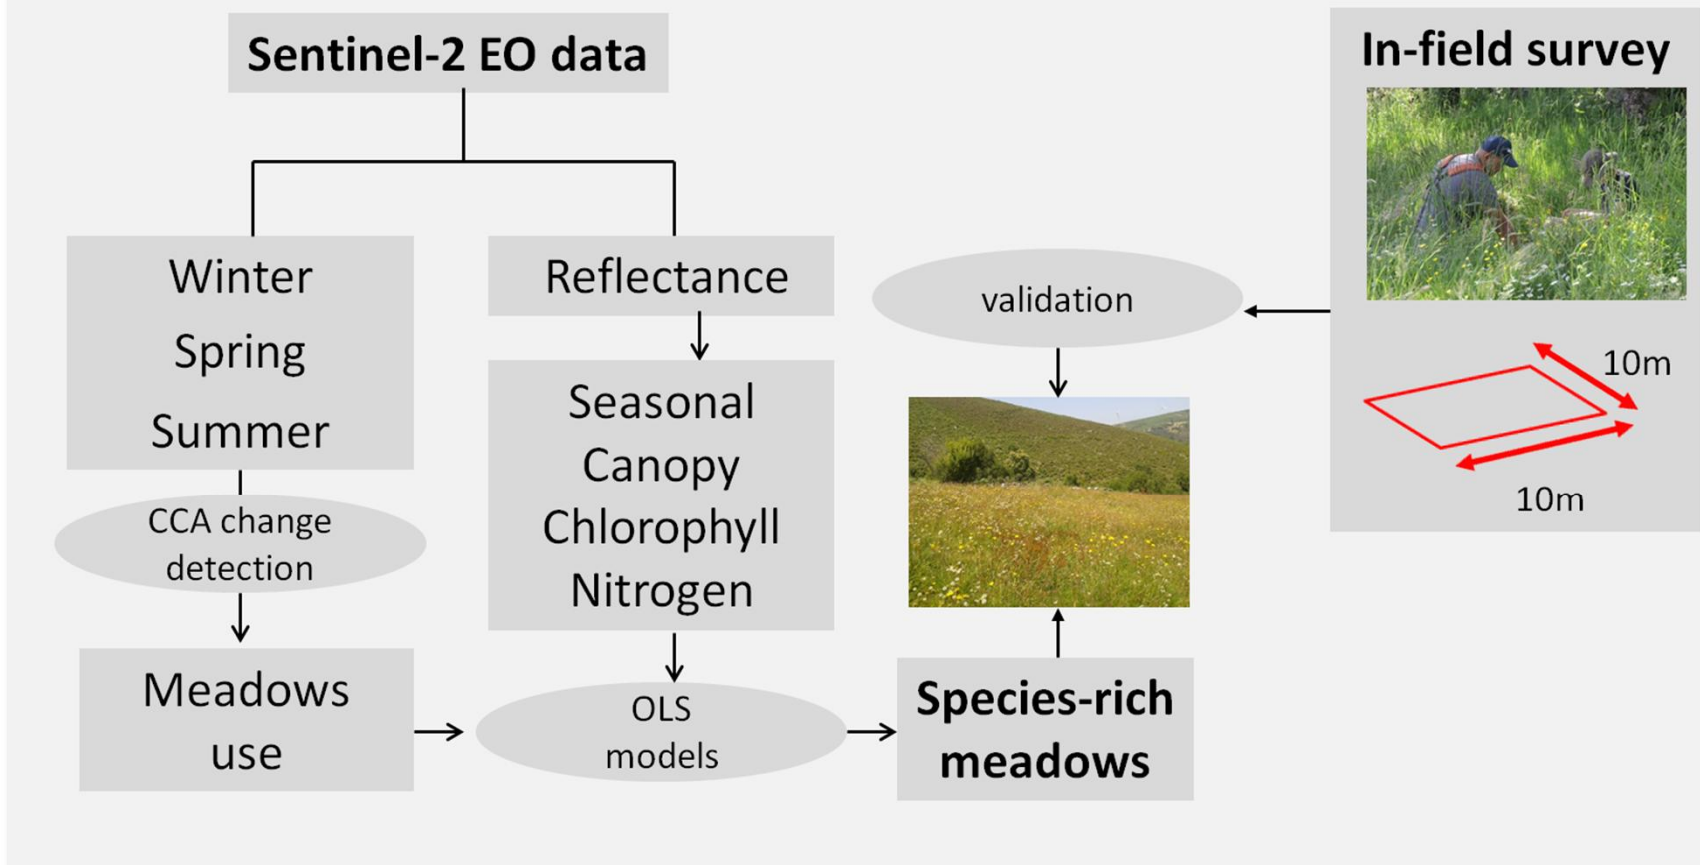 Sentinel-2 EO data
In-field survey
Winter
Spring
Summer
Reflectance
validation
10m
10m
Seasonal
Canopy
Chlorophyll
Nitrogen
CCA change
detection
Meadows
use
OLS
models
Species-rich
meadows